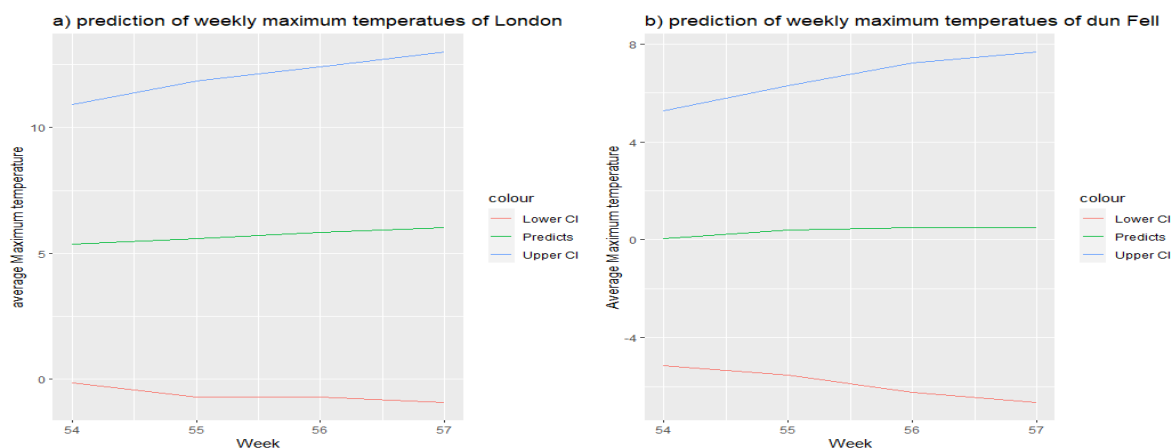 a) prediction of weekly maximum temperatues of London
average Maximum temperature
10
5
0
54
55
56
57
Week
colour
Lower CI
Predicts
Upper CI
b) prediction of weekly maximum temperatues of dun Fell
Average Maximum temperature
8
4
0
-4
54
55
56
57
Week
colour
Lower CI
Predicts
Upper CI